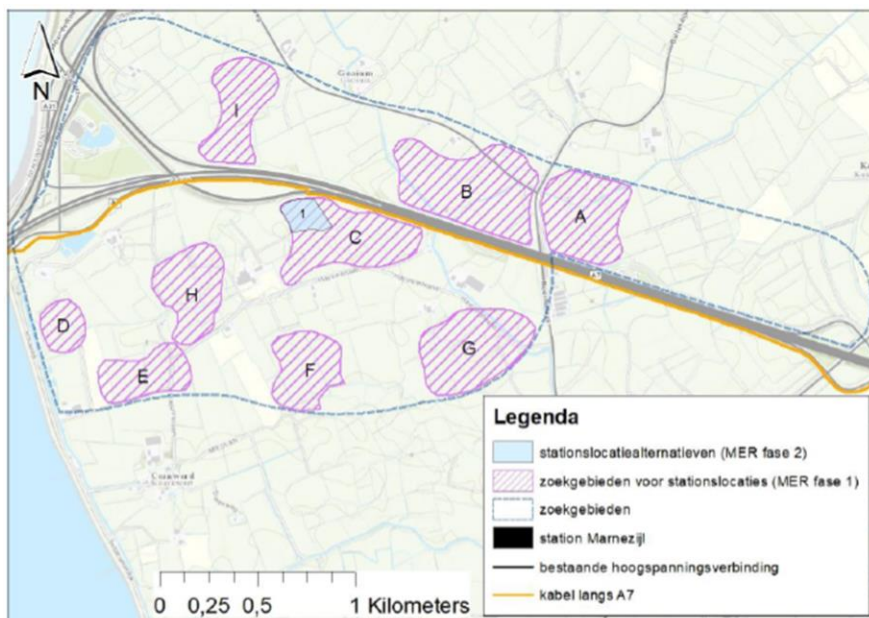 N
I
B
A
1
C
H
D
E
F
G
Legenda
stationslocatiealternatieven (MER fase 2)
zoekgebieden voor stationslocaties (MER fase 1)
zoekgebieden
station Marnezijl
bestaande hoogspanningsverbinding
kabel langs A7
0 0,25 0,5 1 Kilometers